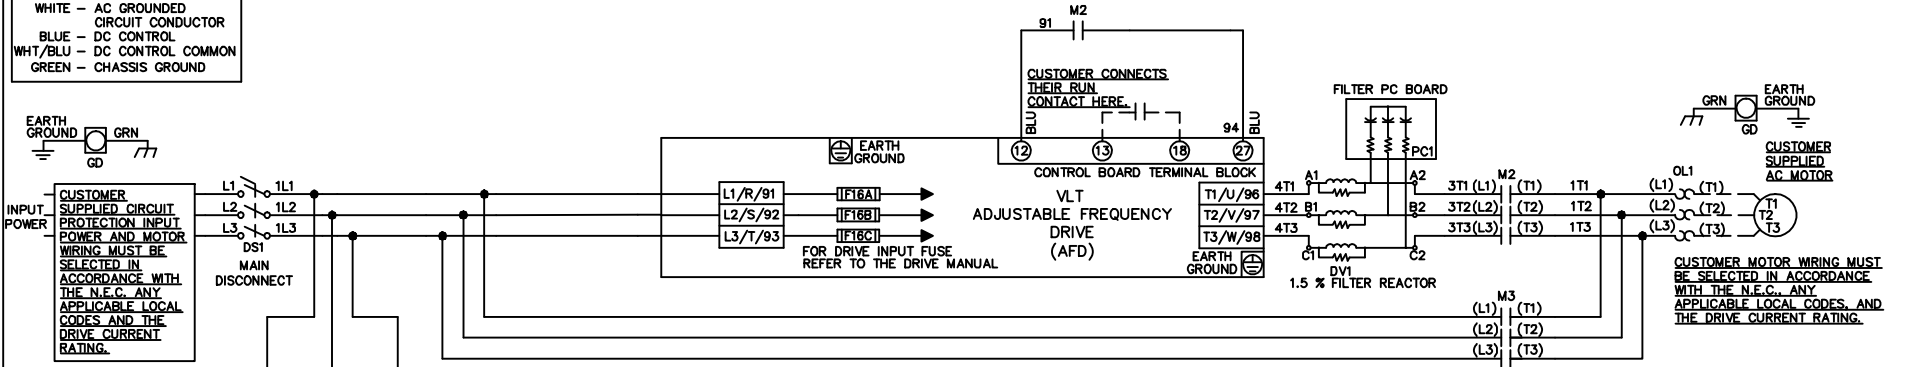 WHITE – AC GROUNDED
CIRCUIT CONDUCTOR
BLUE – DC CONTROL
WHT/BLU – DC CONTROL COMMON
GREEN – CHASSIS GROUND
EARTH
GROUND
GRN
GD
INPUT
POWER
CUSTOMER
SUPPLIED CIRCUIT
PROTECTION INPUT
POWER AND MOTOR
WIRING MUST BE
SELECTED IN
ACCORDANCE WITH
THE N.E.C. ANY
APPLICABLE LOCAL
CODES AND THE
DRIVE CURRENT
RATING.
L1 1L1
L2 1L2
L3 1L3
DS1
MAIN
DISCONNECT
L1/R/91
L2/S/92
L3/T/93
F16A
F16B
F16C
FOR DRIVE INPUT FUSE
REFER TO THE DRIVE MANUAL
EARTH
GROUND
M2
91
CUSTOMER CONNECTS
THEIR RUN
CONTACT HERE.
BLU
94
BLU
12 13 18 27
CONTROL BOARD TERMINAL BLOCK
VLT
ADJUSTABLE FREQUENCY
DRIVE
(AFD)
T1/U/96
T2/V/97
T3/W/98
EARTH
GROUND
4T1
4T2
4T3
FILTER PC BOARD
PC1
A1 A2
B1 B2
C1 C2
DV1
1.5 % FILTER REACTOR
M2
3T1 (L1) (T1) 1T1
3T2(L2) (T2) 1T2
3T3(L3) (T3) 1T3
M3
(L1) (T1)
(L2) (T2)
(L3) (T3)
OL1
(L1) (T1)
(L2) (T2)
(L3) (T3)
T1
T2
T3
GRN
EARTH
GROUND
GD
CUSTOMER
SUPPLIED
AC MOTOR
CUSTOMER MOTOR WIRING MUST
BE SELECTED IN ACCORDANCE
WITH THE N.E.C., ANY
APPLICABLE LOCAL CODES, AND
THE DRIVE CURRENT RATING.